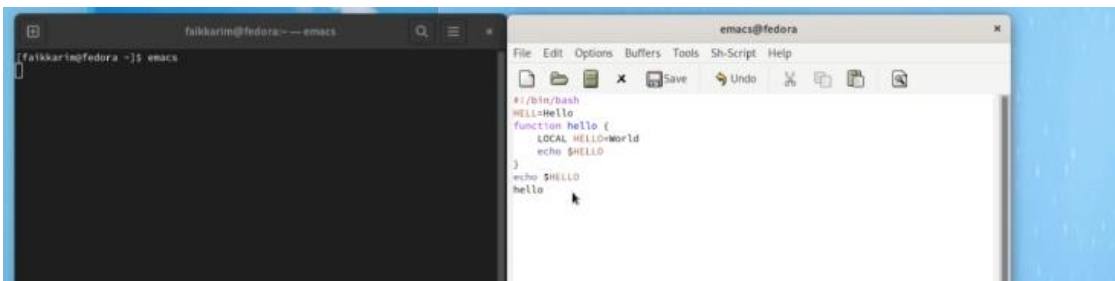 faikkarim@fedora:~ — emacs
[faikkarim@fedora ~]$ emacs
emacs@fedora
File Edit Options Buffers Tools Sh-Script Help
Save Undo
#!/bin/bash
HELL=Hello
function hello {
    LOCAL HELLO=World
    echo $HELLO
}
echo $HELLO
hello